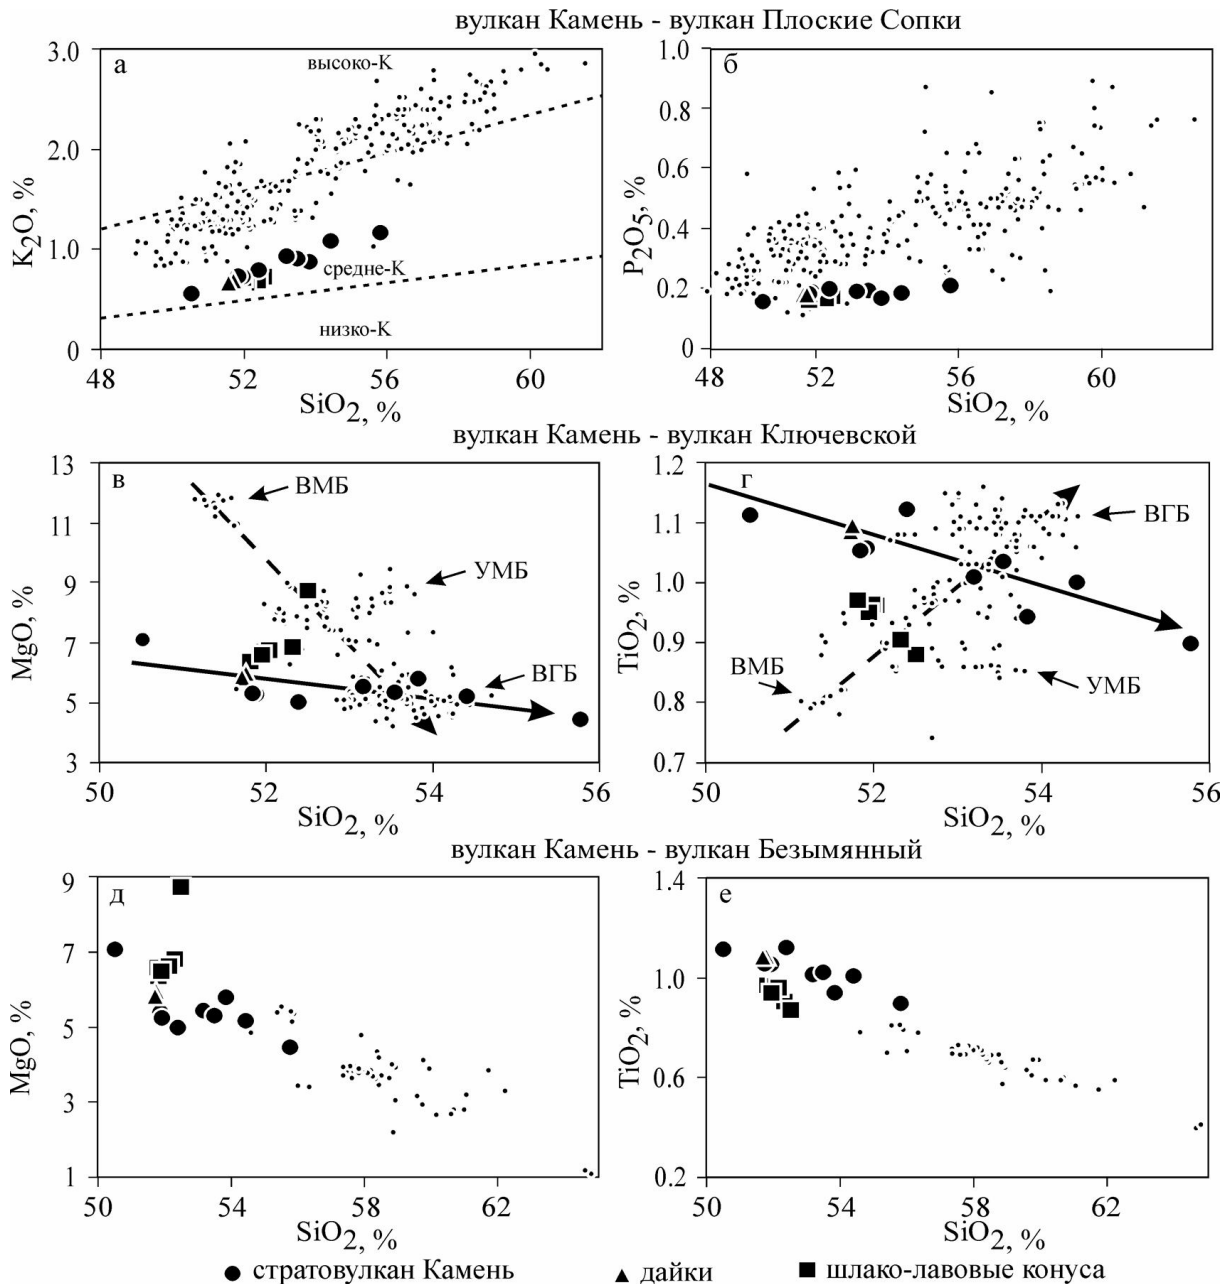 вулкан Камень - вулкан Плоские Сопки
а
высоко-К
средне-К
низко-К
3.0
2.0
1.0
0
K2O, %
48 52 56 60
SiO2, %
б
1.0
0.8
0.6
0.4
0.2
0
P2O5, %
48 52 56 60
SiO2, %
вулкан Камень - вулкан Ключевской
в
ВМБ
УМБ
ВГБ
13
11
9
7
5
3
MgO, %
50 52 54 56
SiO2, %
г
ВГБ
ВМБ
УМБ
1.2
1.1
1.0
0.9
0.8
0.7
TiO2, %
50 52 54 56
SiO2, %
вулкан Камень - вулкан Безымянный
д
9
7
5
3
1
MgO, %
50 54 58 62
SiO2, %
е
1.4
1.0
0.6
0.2
TiO2, %
50 54 58 62
SiO2, %
стратовулкан Камень дайки шлако-лавовые конуса